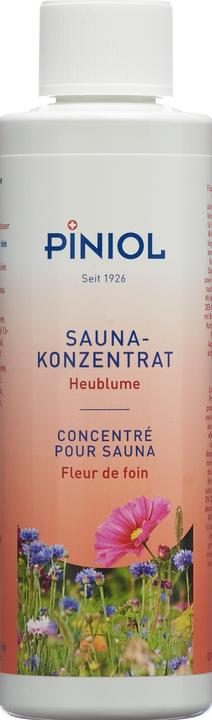 PINIOL
Seit 1926
SAUNA-
KONZENTRAT
Heublume
CONCENTRÉ
POUR SAUNA
Fleur de foin